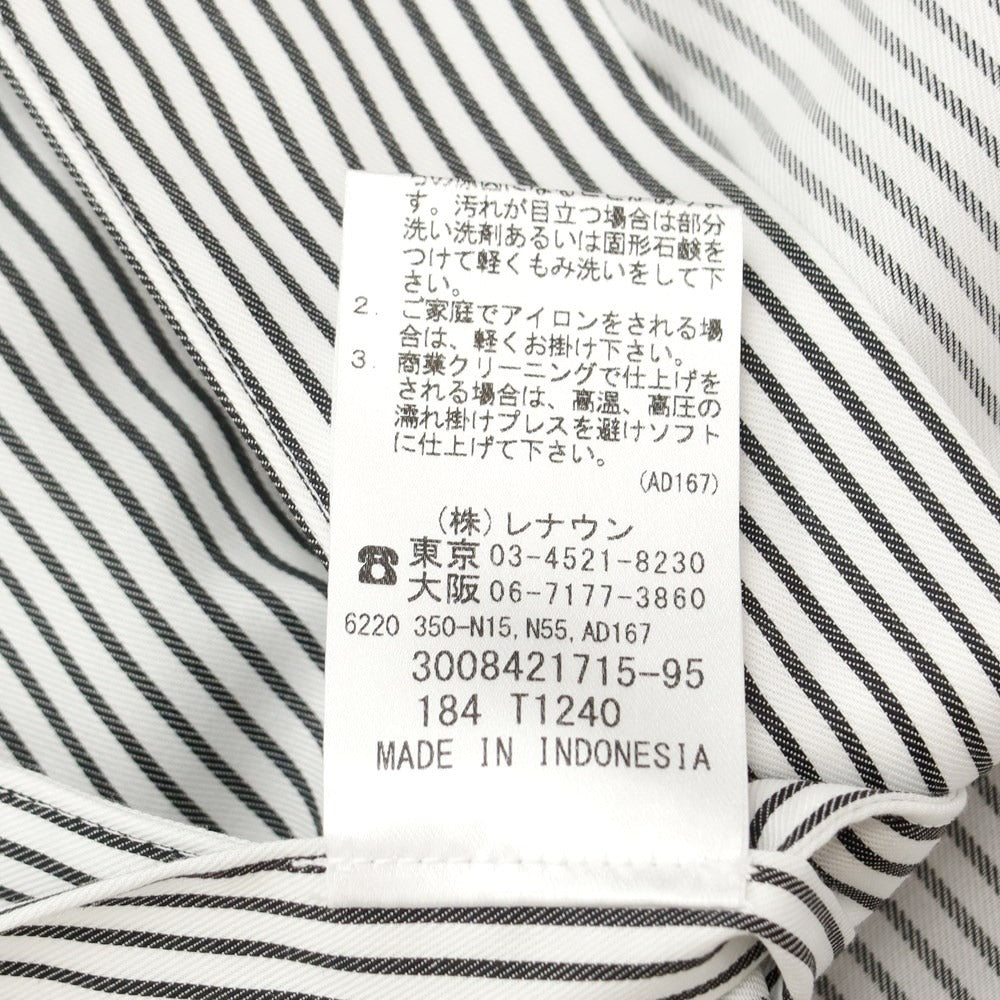 す。汚れが目立つ場合は部分
洗い洗剤あるいは固形石鹸を
つけて軽くもみ洗いをして下
さい。
2. ご家庭でアイロンをされる場
合は、軽くお掛け下さい。
3. 商業クリーニングで仕上げを
される場合は、高温、高圧の
濡れ掛けプレスを避けソフト
に仕上げて下さい。
(AD167)
(株)レナウン
☎東京 03-4521-8230
大阪 06-7177-3860
6220 350-N15, N55, AD167
3008421715-95
184 T1240
MADE IN INDONESIA